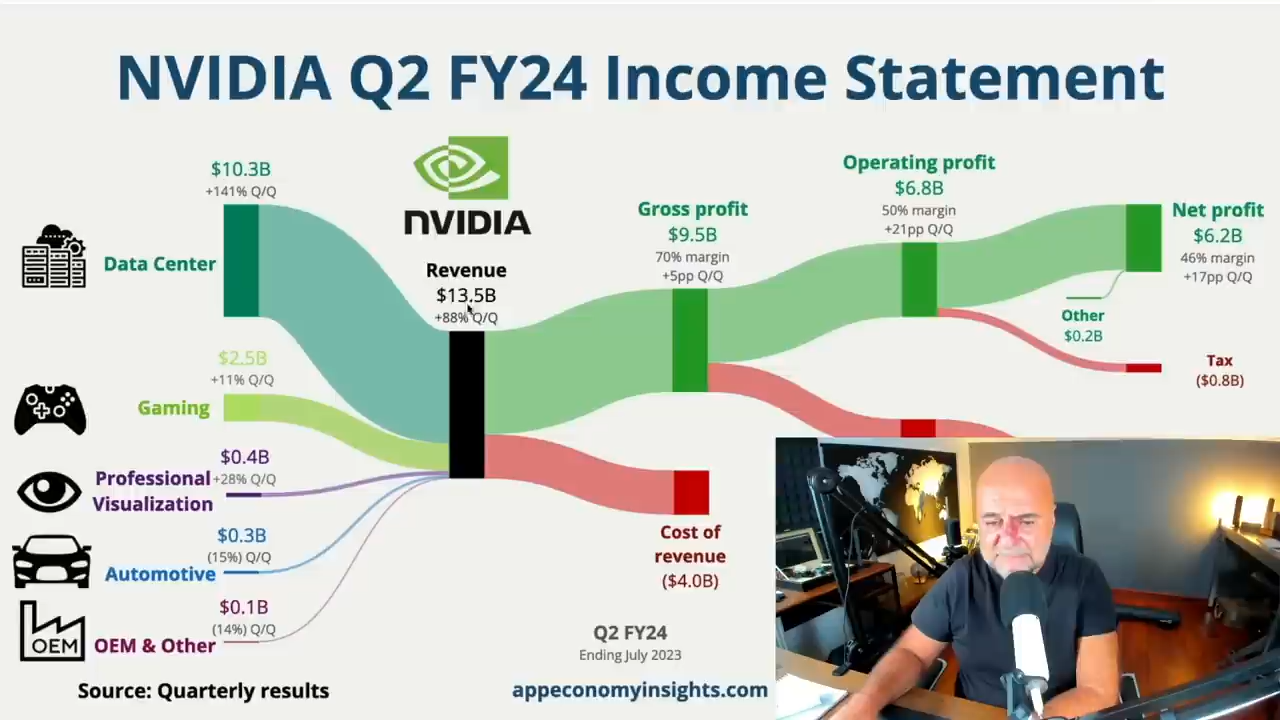 NVIDIA Q2 FY24 Income Statement
$10.3B
+141% Q/Q
Data Center
$2.5B
+11% Q/Q
Gaming
$0.4B
+28% Q/Q
Professional
Visualization
$0.3B
(15%) Q/Q
Automotive
$0.1B
(14%) Q/Q
OEM
OEM & Other
Source: Quarterly results
NVIDIA
Revenue
$13.5B
+88% Q/Q
Gross profit
$9.5B
70% margin
+5pp Q/Q
Cost of
revenue
($4.0B)
Operating profit
$6.8B
50% margin
+21pp Q/Q
Net profit
$6.2B
46% margin
+17pp Q/Q
Other
$0.2B
Tax
($0.8B)
Q2 FY24
Ending July 2023
appeconomyinsights.com